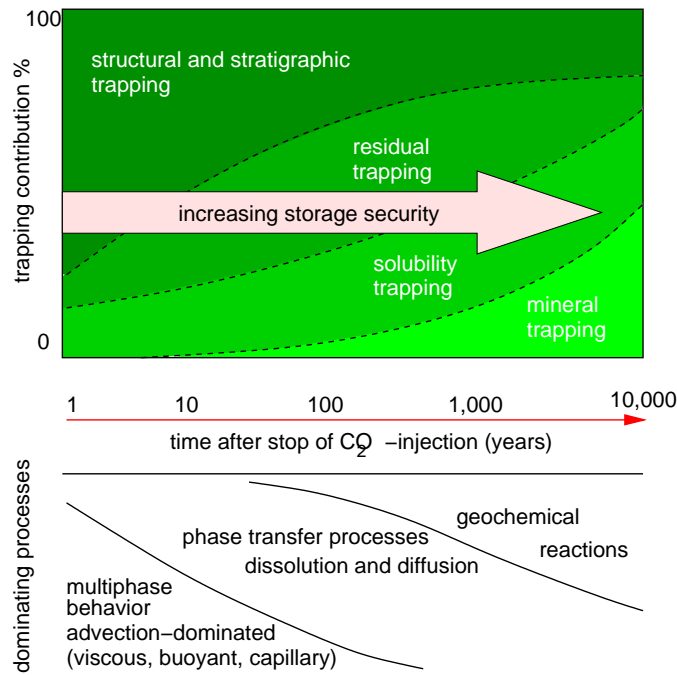 100
trapping contribution %
0
structural and stratigraphic
trapping
residual
trapping
increasing storage security
solubility
trapping
mineral
trapping
1
10
100
1,000
10,000
time after stop of CO2 −injection (years)
dominating processes
geochemical
reactions
phase transfer processes
dissolution and diffusion
multiphase
behavior
advection−dominated
(viscous, buoyant, capillary)